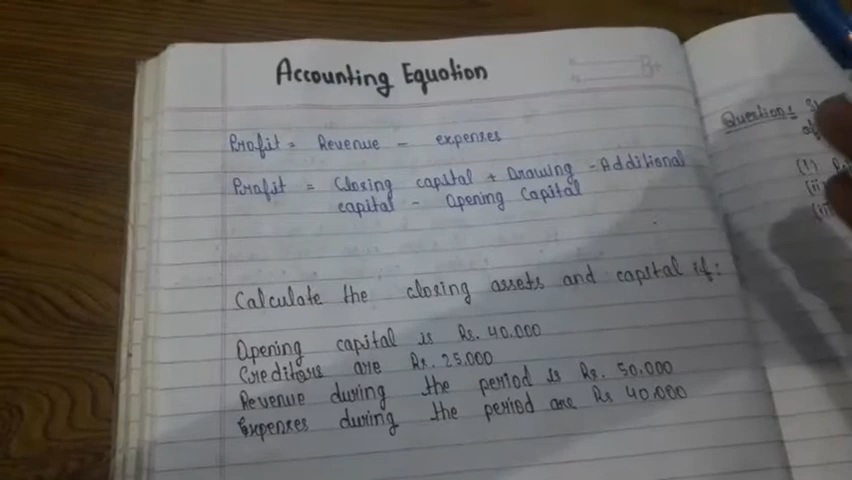 Accounting Equation
Profit = Revenue - expenses
Profit = Closing capital + Drawing - Additional
capital - Opening Capital
Calculate the closing assets and capital if:
Opening capital is Rs. 40.000
Creditors are Rs. 25.000
Revenue during the period is Rs. 50.000
Expenses during the period are Rs 40.000
Question:
(i)
(ii)